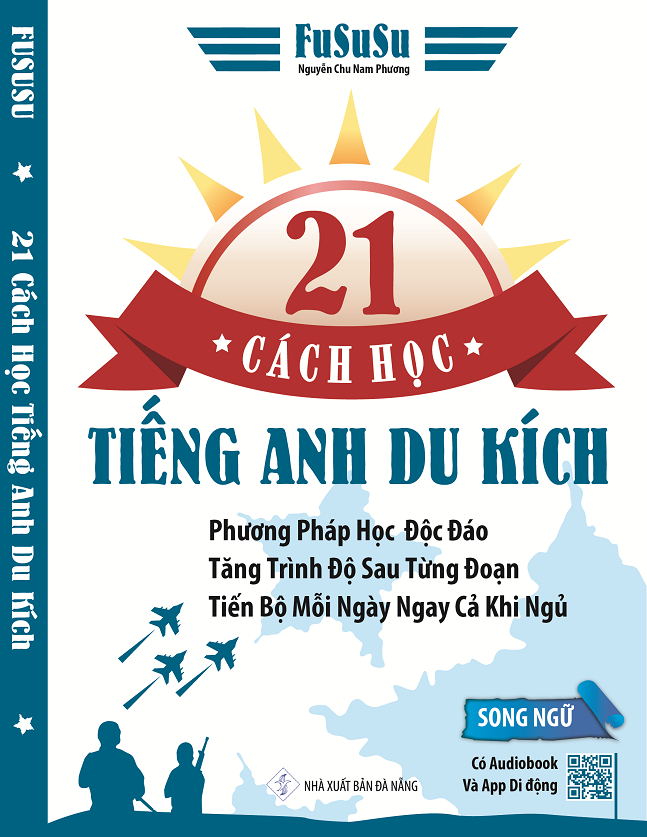 FUSUSU
21 Cách Học Tiếng Anh Du Kích
FuSuSu
Nguyễn Chu Nam Phương
21
CÁCH HỌC
TIẾNG ANH DU KÍCH
Phương Pháp Học Độc Đáo
Tăng Trình Độ Sau Từng Đoạn
Tiến Bộ Mỗi Ngày Ngay Cả Khi Ngủ
SONG NGỮ
Có Audiobook
Và App Di động
NHÀ XUẤT BẢN ĐÀ NẴNG